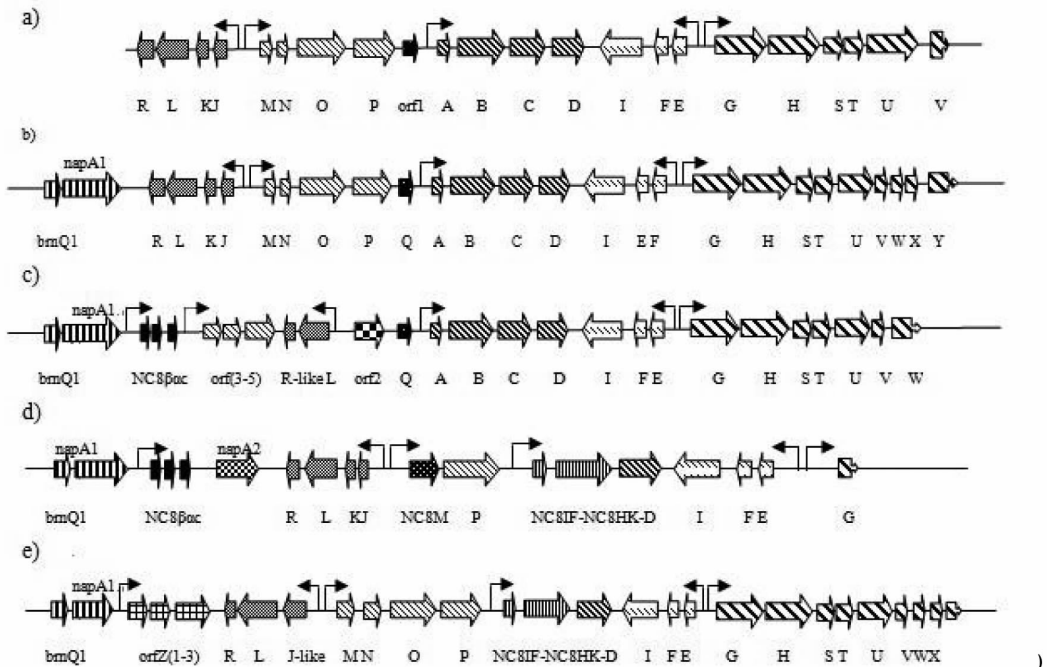 a)
R L KJ MN O P orf1 A B C D I FE G H ST U V
b)
napA1
brnQ1 R L KJ MN O P Q A B C D I EF G H ST U VWX Y
c)
napA1
brnQ1 NC8βαc orf(3-5) R-likeL orf2 Q A B C D I FE G H ST U V W
d)
napA1 napA2
brnQ1 NC8βαc R L KJ NC8M P NC8IF-NC8HK-D I FE G
e)
napA1
brnQ1 orfZ(1-3) R L J-like MN O P NC8IF-NC8HK-D I FE G H ST U VWX
)